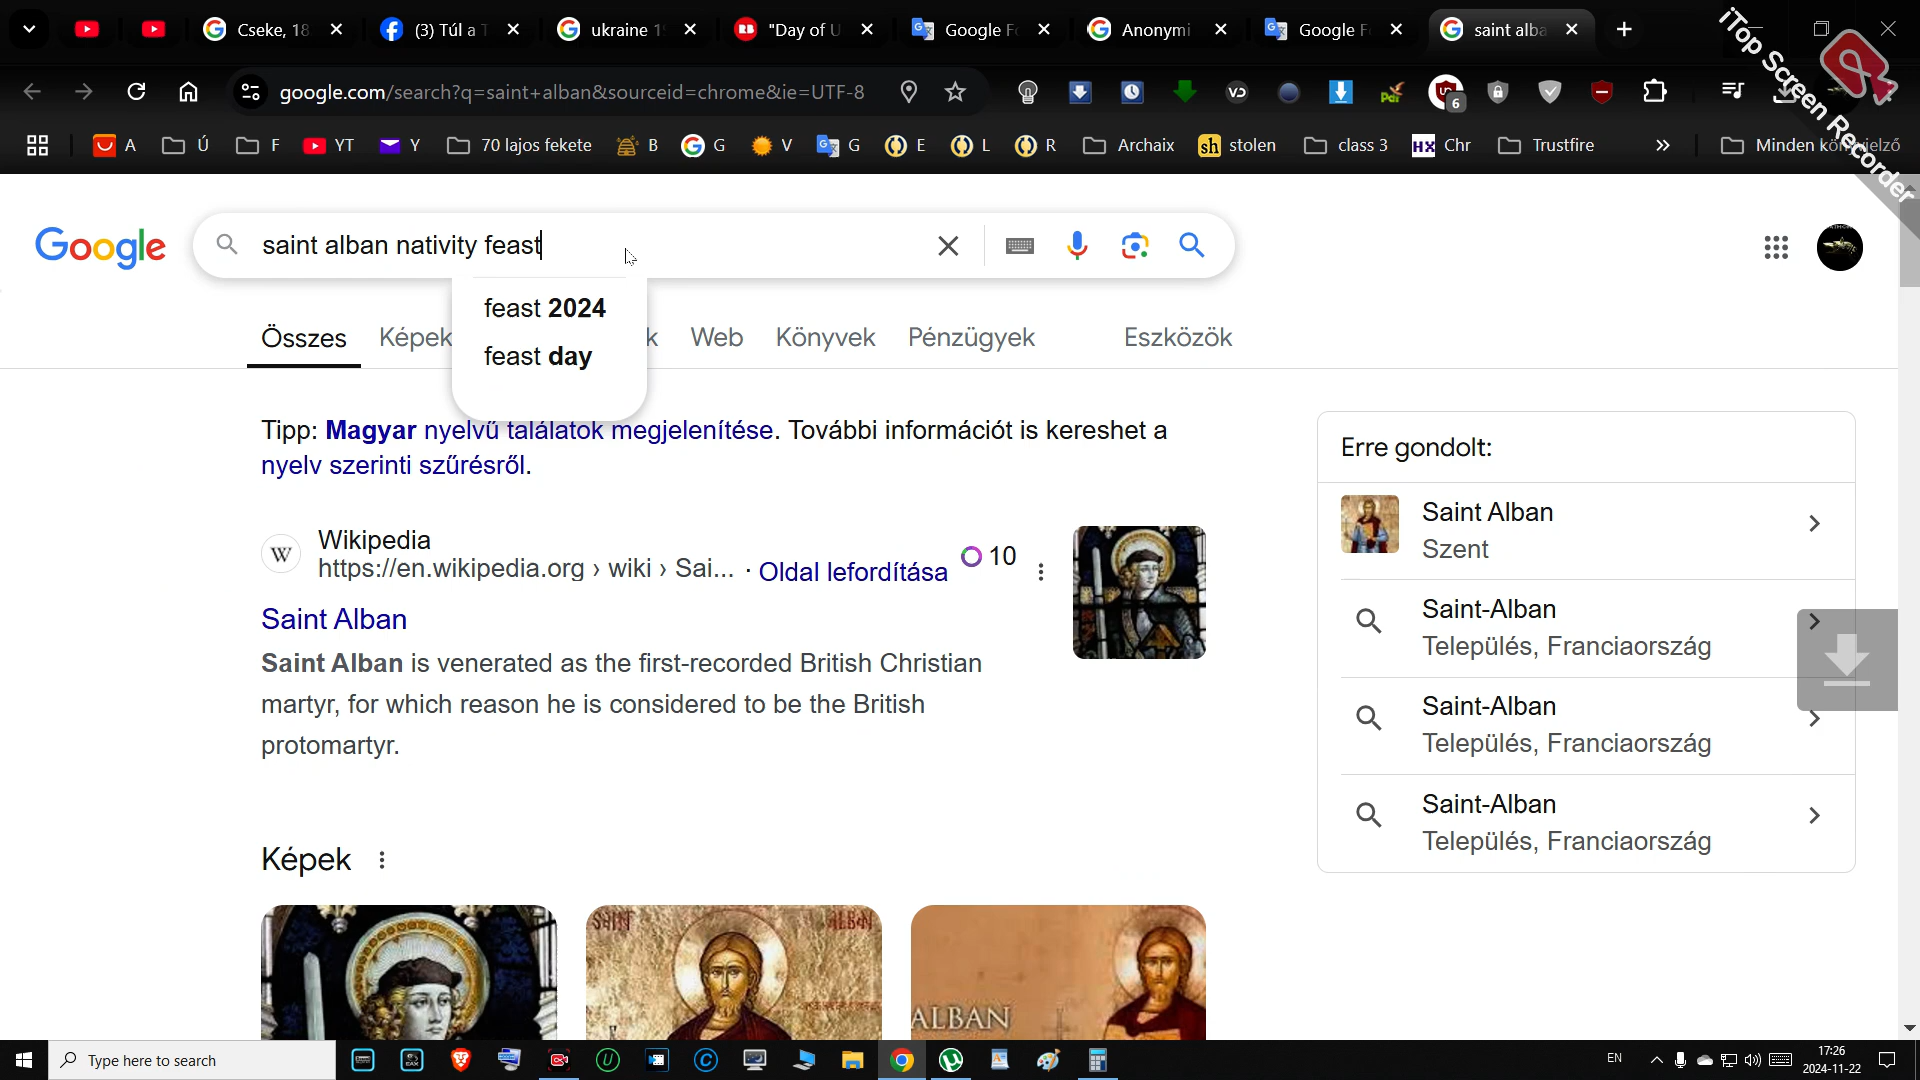 Cseke, 18
(3) Túl a T
ukraine 1
"Day of U
Google Fo
Anonymi
Google F
saint alba
google.com/search?q=saint+alban&sourceid=chrome&ie=UTF-8
6
A
Ú
F
YT
Y
70 lajos fekete
B
G
V
G
E
L
R
Archaix
stolen
class 3
Chr
Trustfire
Minden
iTop Screen Recorder
Google
saint alban nativity feast
feast 2024
feast day
Összes
Képek
k
Web
Könyvek
Pénzügyek
Eszközök
Tipp: Magyar nyelvű találatok megjelenítése. További információt is kereshet a
nyelv szerinti szűrésről.
W
Wikipedia
https://en.wikipedia.org › wiki › Sai... · Oldal lefordítása
10
Saint Alban
Saint Alban is venerated as the first-recorded British Christian
martyr, for which reason he is considered to be the British
protomartyr.
Képek
SAINT
ALBAN
ALBAN
Erre gondolt:
Saint Alban
Szent
Saint-Alban
Település, Franciaország
Saint-Alban
Település, Franciaország
Saint-Alban
Település, Franciaország
Type here to search
EN
17:26
2024-11-22